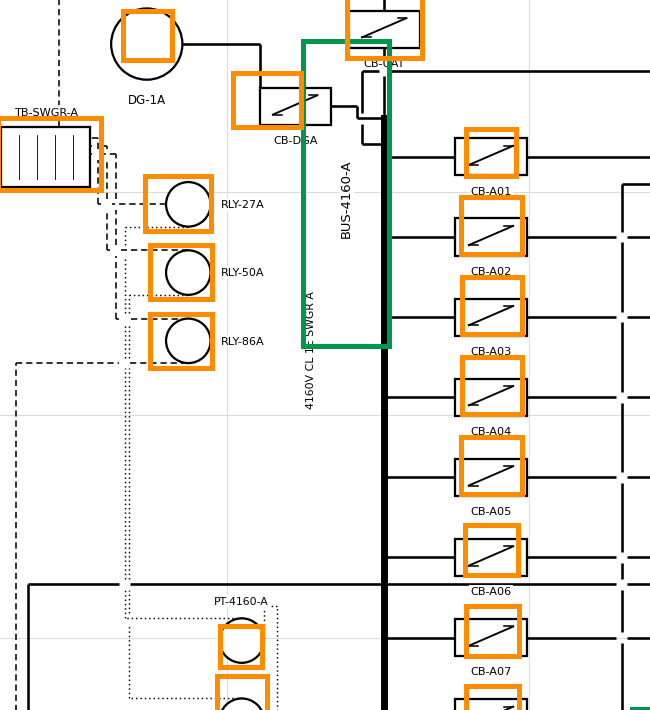 CB-UAT
DG-1A
TB-SWGR-A
CB-DGA
BUS-4160-A
CB-A01
RLY-27A
CB-A02
RLY-50A
4160V CL 1E SWGR A
RLY-86A
CB-A03
CB-A04
CB-A05
CB-A06
PT-4160-A
CB-A07